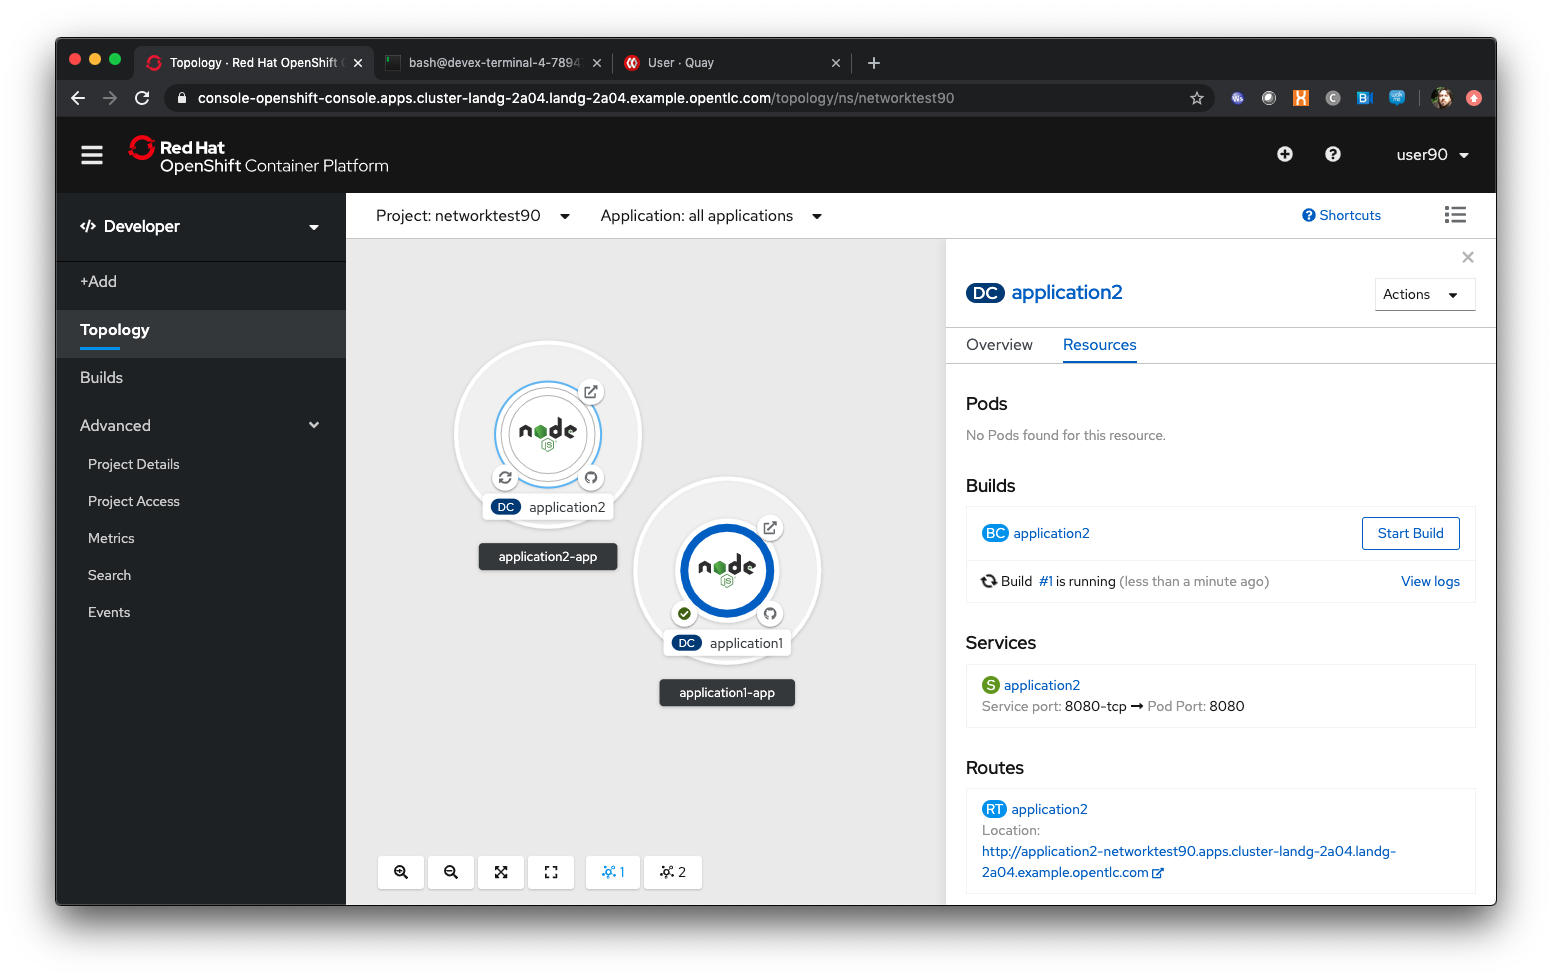 Topology · Red Hat OpenShift C
bash@devex-terminal-4-7894
User · Quay
console-openshift-console.apps.cluster-landg-2a04.landg-2a04.example.opentlc.com/topology/ns/networktest90
Red Hat
OpenShift Container Platform
user90
Developer
Project: networktest90
Application: all applications
Shortcuts
+Add
Topology
Builds
Advanced
Project Details
Project Access
Metrics
Search
Events
node
JS
DC application2
application2-app
node
JS
DC application1
application1-app
1
2
DC application2
Actions
Overview
Resources
Pods
No Pods found for this resource.
Builds
BC application2
Start Build
Build #1 is running (less than a minute ago)
View logs
Services
S application2
Service port: 8080-tcp → Pod Port: 8080
Routes
RT application2
Location:
http://application2-networktest90.apps.cluster-landg-2a04.landg-
2a04.example.opentlc.com